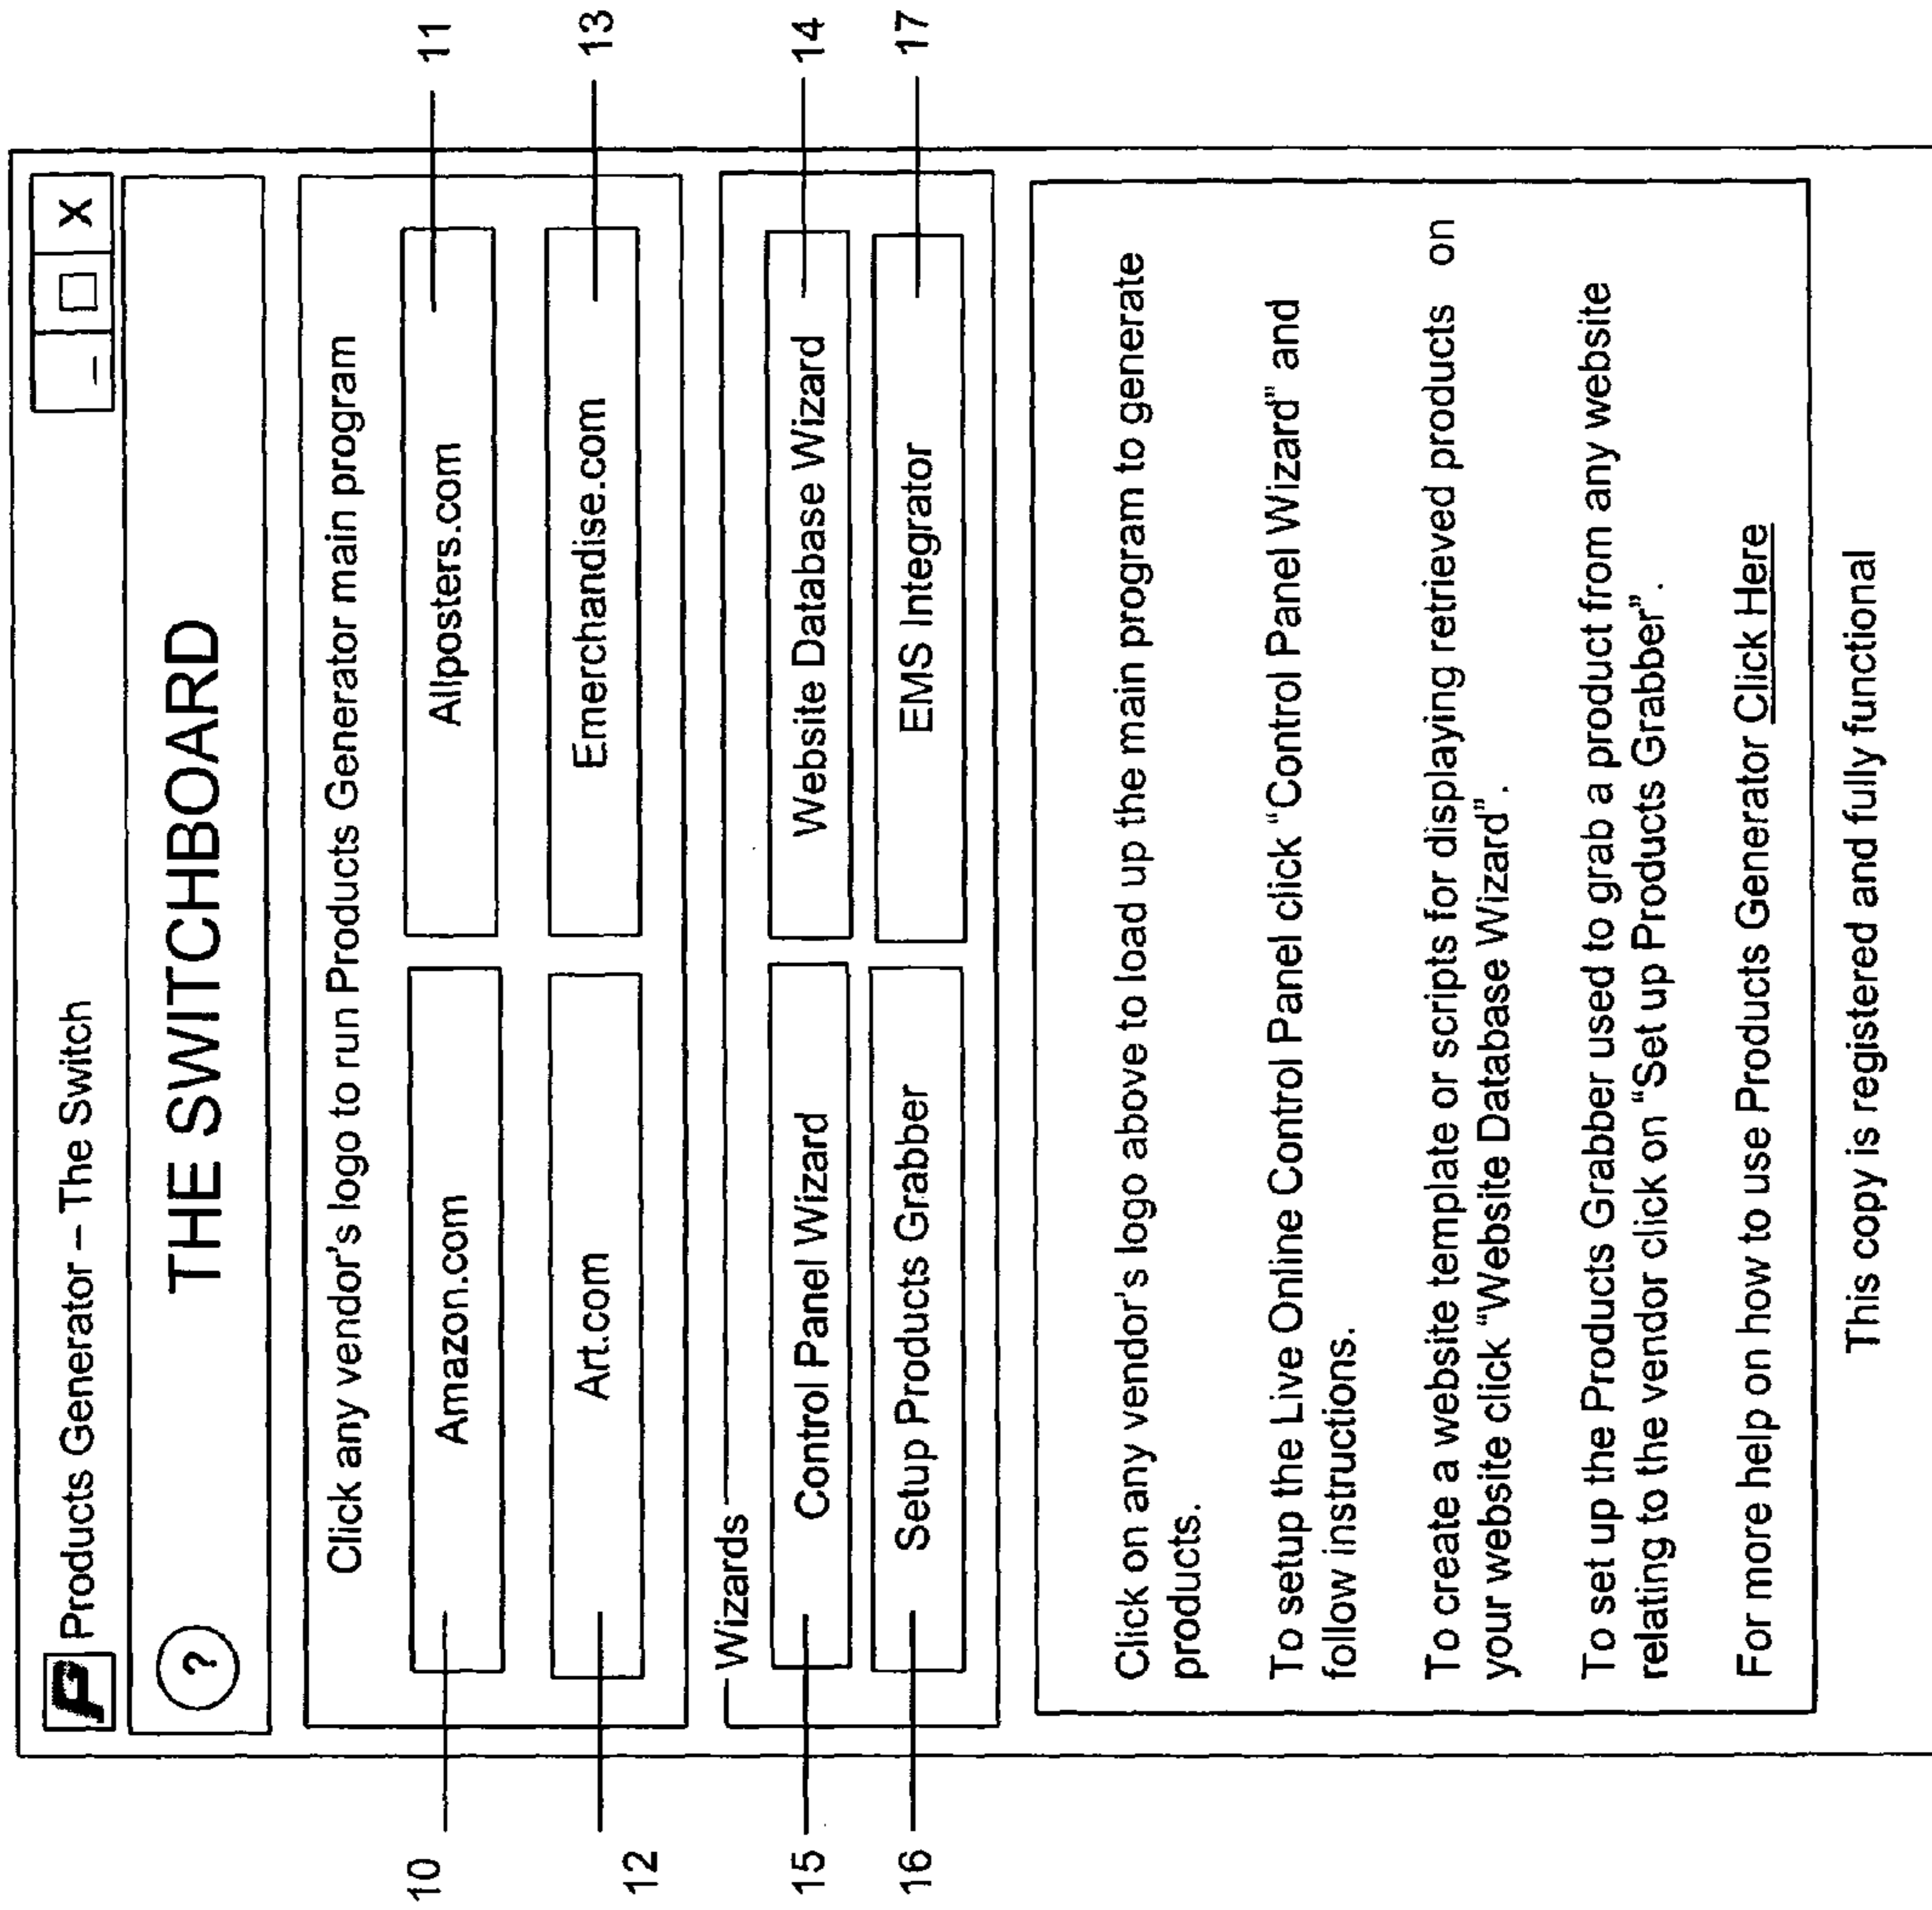 Products Generator – The Switch
_ □ X
?
THE SWITCHBOARD
Click any vendor's logo to run Products Generator main program
10
Amazon.com
Allposters.com
11
12
Art.com
Emerchandise.com
13
Wizards
15
Control Panel Wizard
Website Database Wizard
14
16
Setup Products Grabber
EMS Integrator
17
Click on any vendor's logo above to load up the main program to generate
products.
To setup the Live Online Control Panel click “Control Panel Wizard” and
follow instructions.
To create a website template or scripts for displaying retrieved products on
your website click “Website Database Wizard”.
To set up the Products Grabber used to grab a product from any website
relating to the vendor click on “Set up Products Grabber”.
For more help on how to use Products Generator Click Here
This copy is registered and fully functional